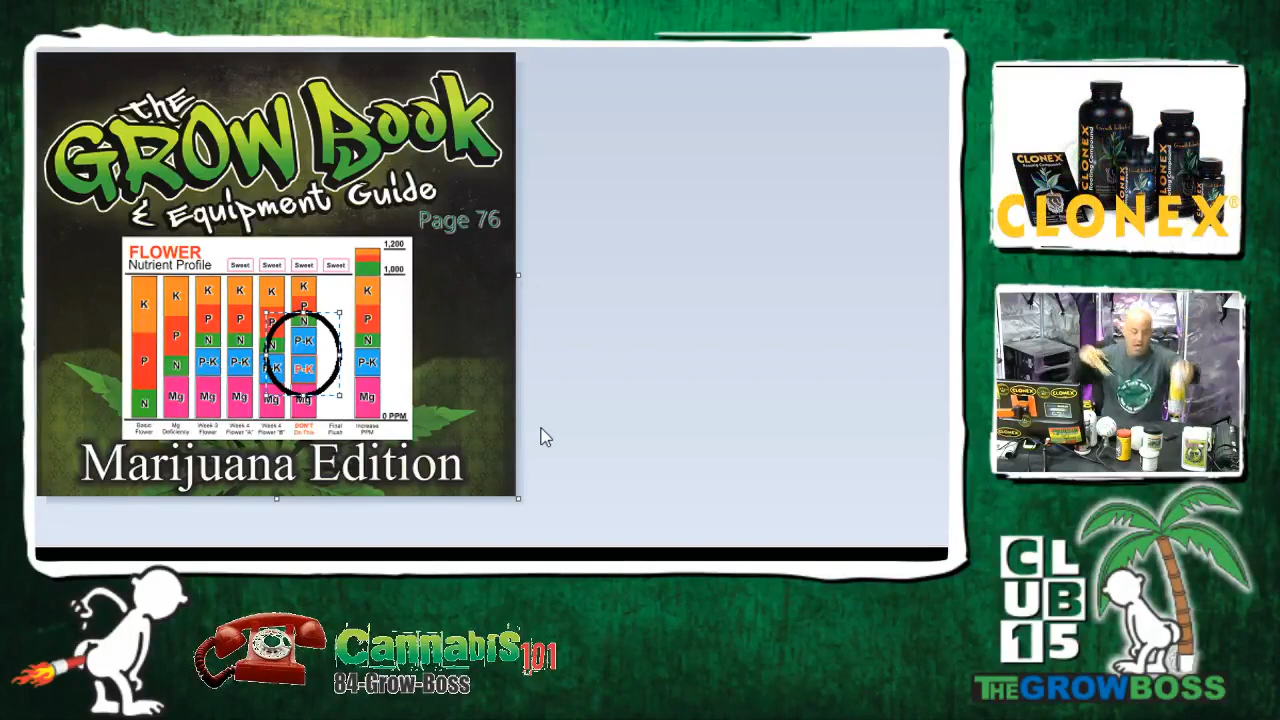 The
GROW Book
& Equipment Guide
Page 76
FLOWER
Nutrient Profile
Sweet Sweet Sweet Sweet
1,200
1,000
K K K K K K K
P P P P P P P
N N N N N N N
P-K P-K P-K P-K P-K P-K
Mg Mg Mg Mg Mg Mg
0 PPM
Basic Flower
Mg Deficiency
Week 3 Flower
Week 4 Flower "A"
Week 4 Flower "B"
DON'T Do This
Final Flush
Increase PPM
Marijuana Edition
CLONEX
CLONEX®
Cannabis 101
84-Grow-Boss
CLUB
15
THEGROWBOSS